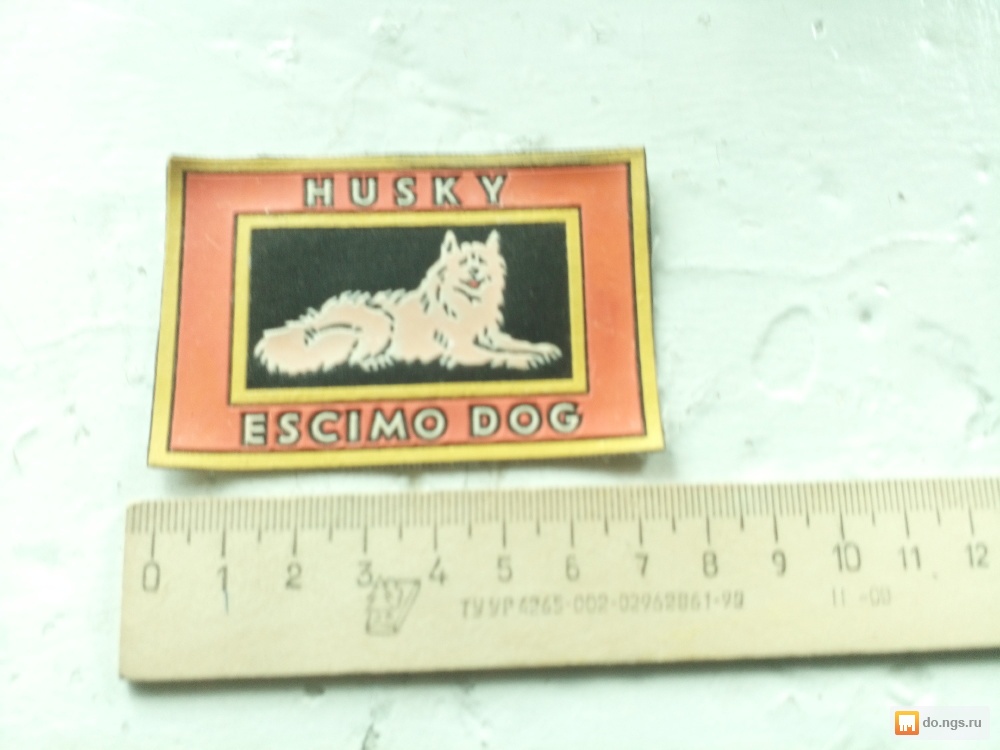 HUSKY
ESCIMO DOG
0 1 2 3 4 5 6 7 8 9 10 11 12
do.ngs.ru